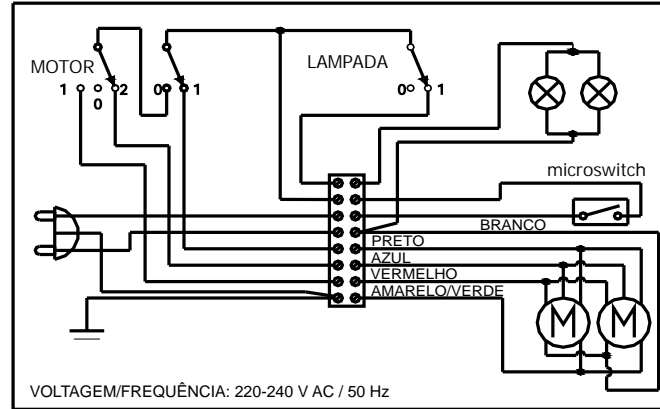 MOTOR
LAMPADA
1
0
2
0
1
0
1
microswitch
BRANCO
PRETO
AZUL
VERMELHO
AMARELO/VERDE
M
M
VOLTAGEM/FREQUÊNCIA: 220-240 V AC / 50 Hz